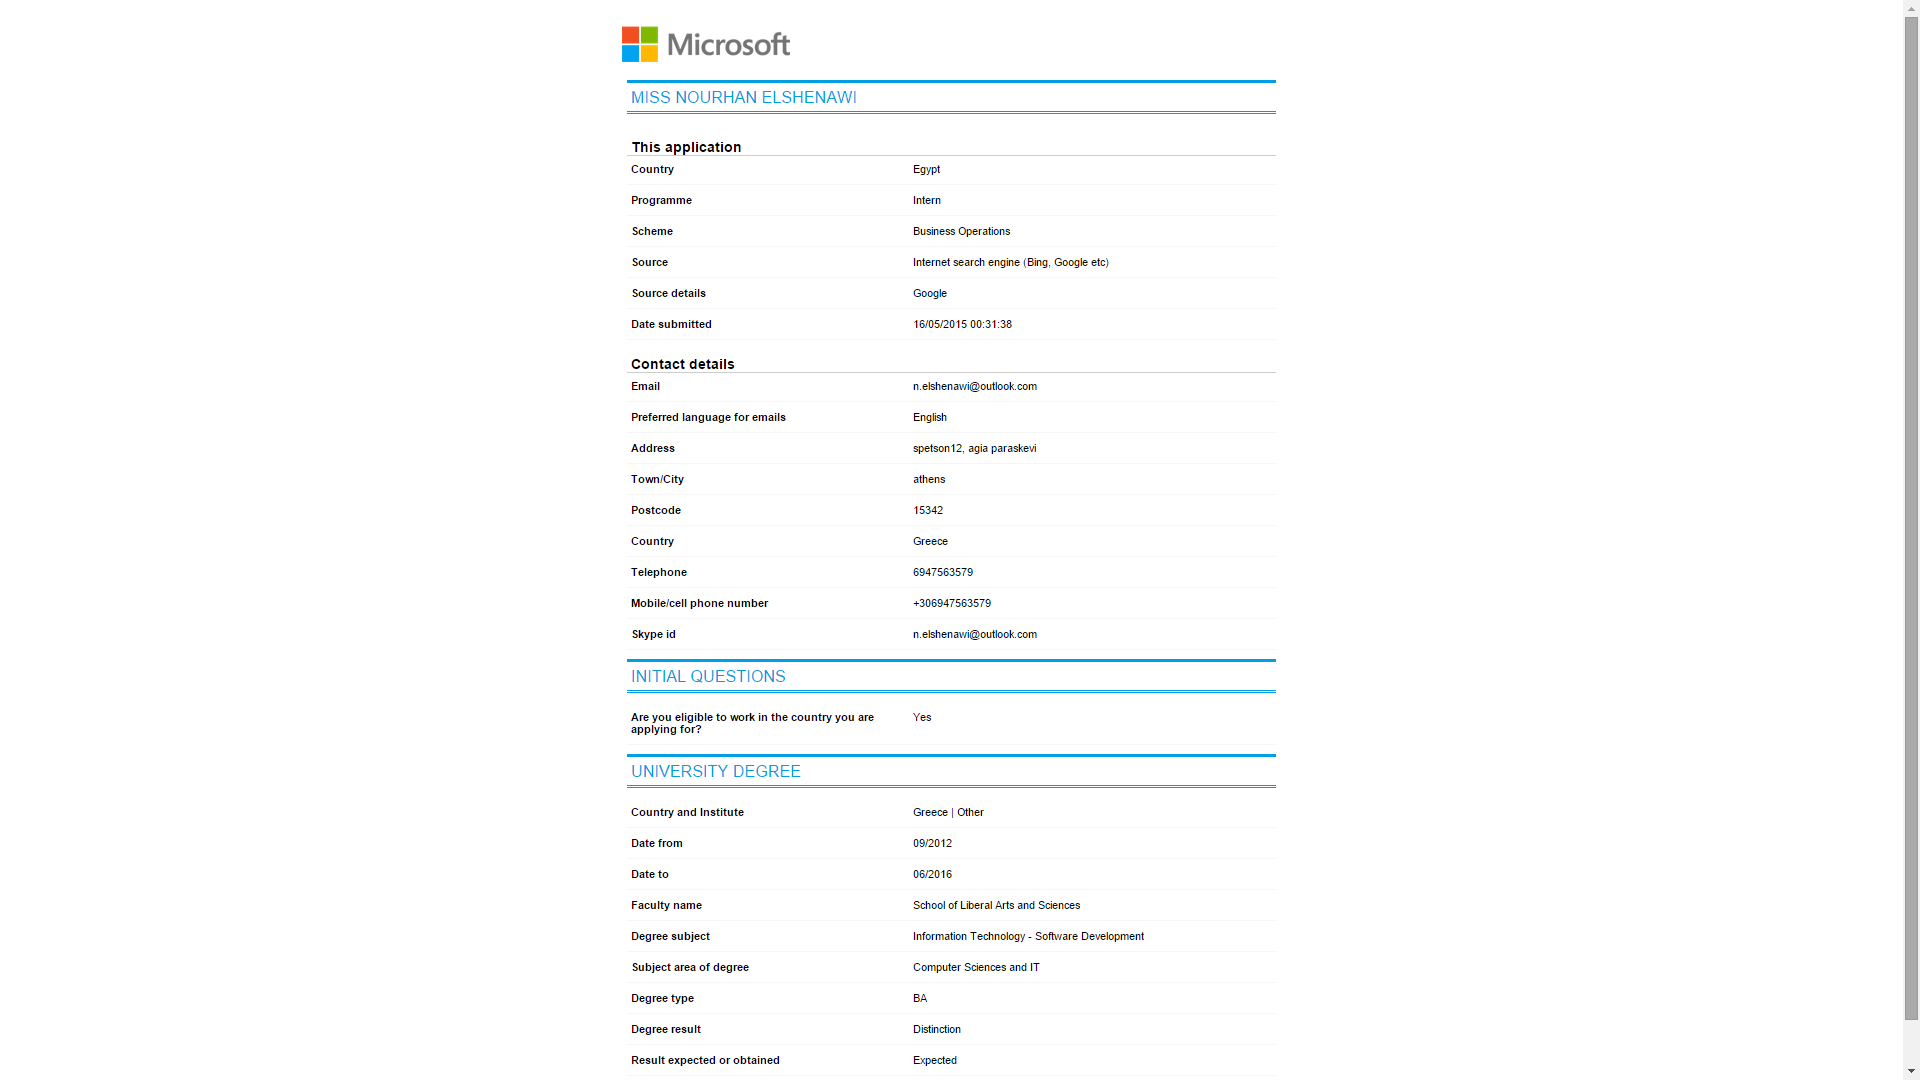 Microsoft
MISS NOURHAN ELSHENAWI
This application
Country Egypt
Programme Intern
Scheme Business Operations
Source Internet search engine (Bing, Google etc)
Source details Google
Date submitted 16/05/2015 00:31:38
Contact details
Email n.elshenawi@outlook.com
Preferred language for emails English
Address spetson12, agia paraskevi
Town/City athens
Postcode 15342
Country Greece
Telephone 6947563579
Mobile/cell phone number +306947563579
Skype id n.elshenawi@outlook.com
INITIAL QUESTIONS
Are you eligible to work in the country you are Yes
applying for?
UNIVERSITY DEGREE
Country and Institute Greece | Other
Date from 09/2012
Date to 06/2016
Faculty name School of Liberal Arts and Sciences
Degree subject Information Technology - Software Development
Subject area of degree Computer Sciences and IT
Degree type BA
Degree result Distinction
Result expected or obtained Expected